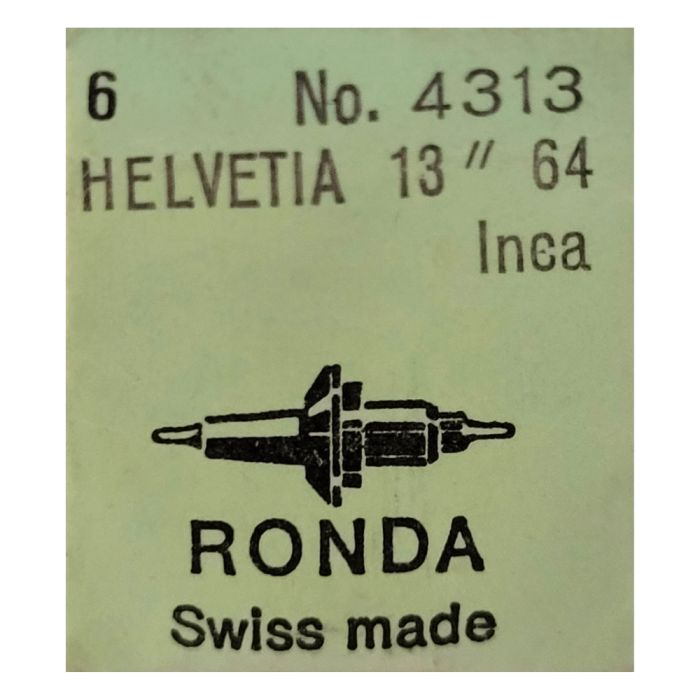 6 No. 4313
HELVETIA 13 ′′ 64
Inca
RONDA
Swiss made